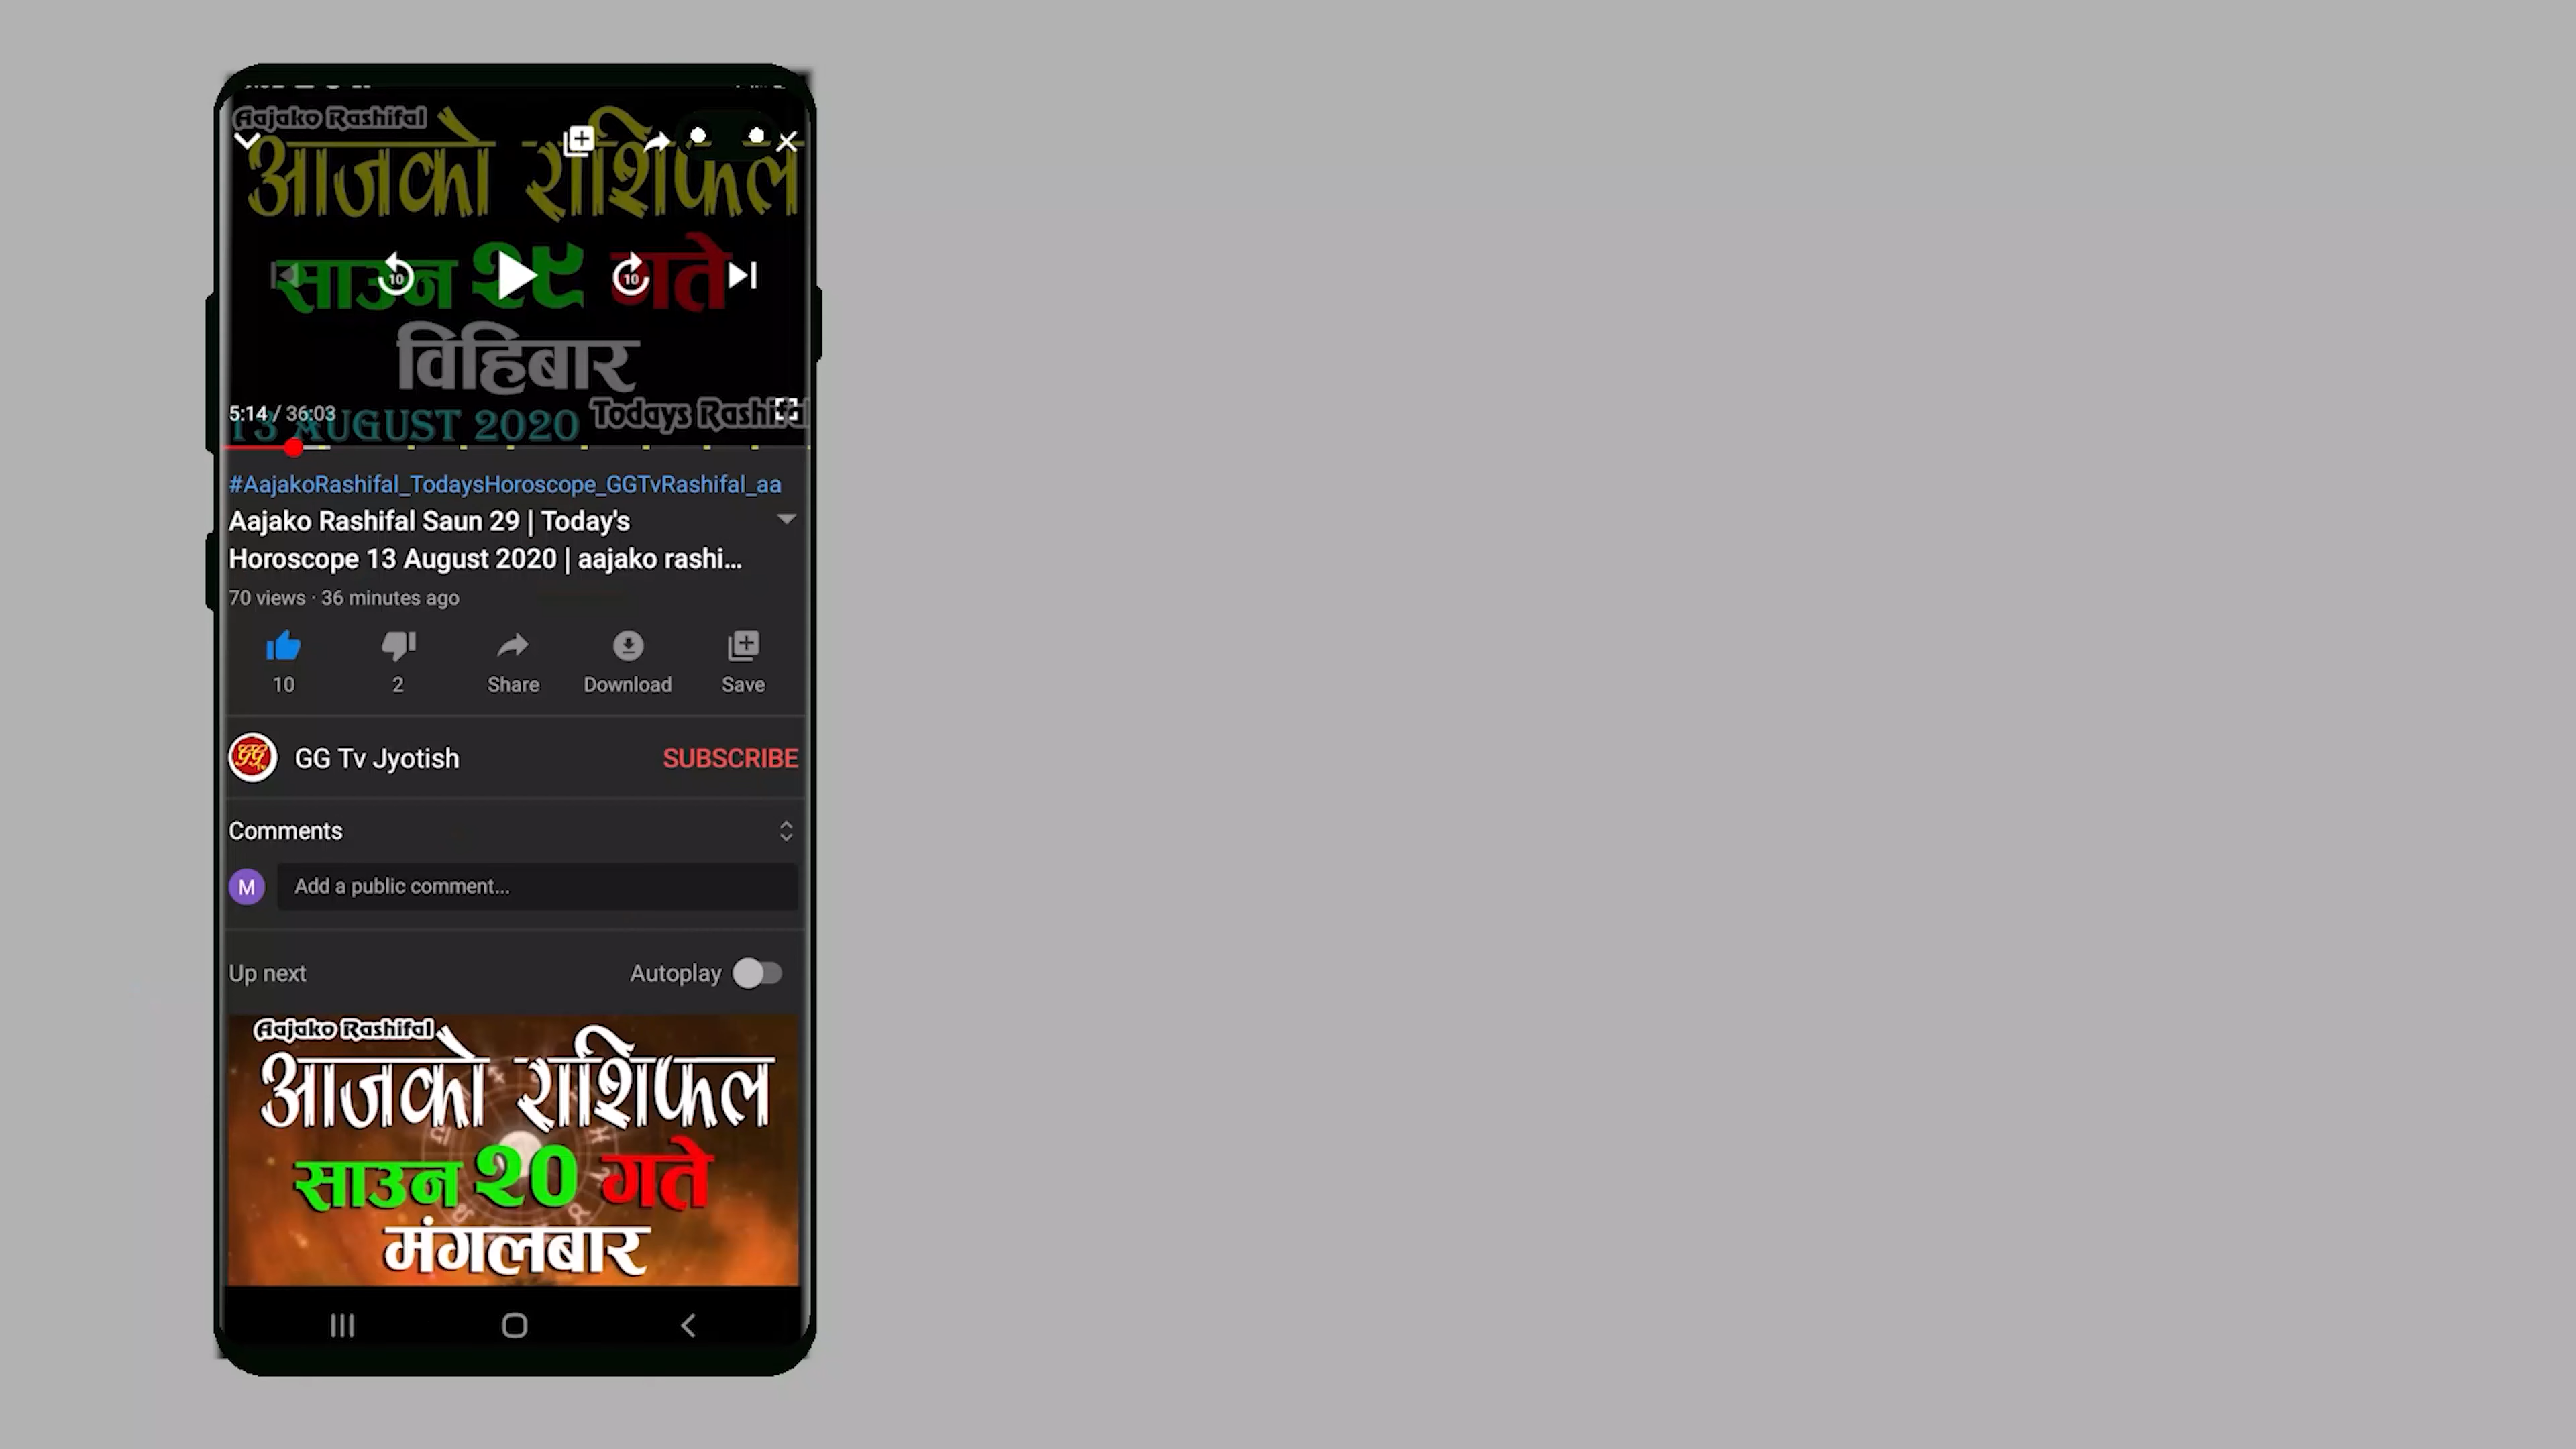 Aajako Rashifal
आजको राशिफल
साउन २९ गते
विहिबार
5:14 / 36:03
13 AUGUST 2020
Todays Rashifal
#AajakoRashifal_TodaysHoroscope_GGTvRashifal_aa
Aajako Rashifal Saun 29 | Today's
Horoscope 13 August 2020 | aajako rashi...
70 views · 36 minutes ago
10
2
Share
Download
Save
GG Tv Jyotish
SUBSCRIBE
Comments
M
Add a public comment...
Up next
Autoplay
Aajako Rashifal
आजको राशिफल
साउन २० गते
मंगलबार